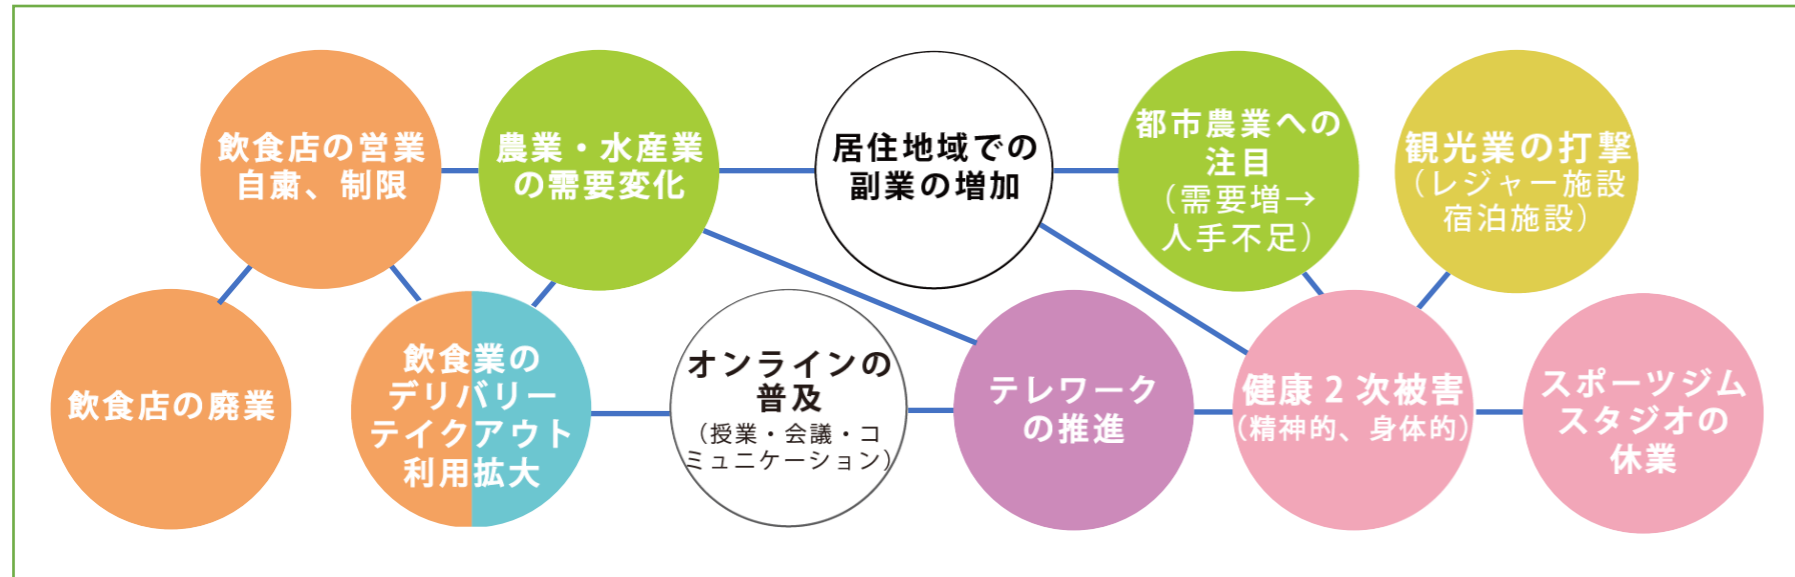 飲食店の営業
自粛、制限
農業・水産業
の需要変化
居住地域での
副業の増加
都市農業への
注目
（需要増→
人手不足）
観光業の打撃
（レジャー施設
宿泊施設）
飲食店の廃業
飲食業の
デリバリー
テイクアウト
利用拡大
オンラインの
普及
（授業・会議・コ
ミュニケーション）
テレワーク
の推進
健康２次被害
（精神的、身体的）
スポーツジム
スタジオの
休業